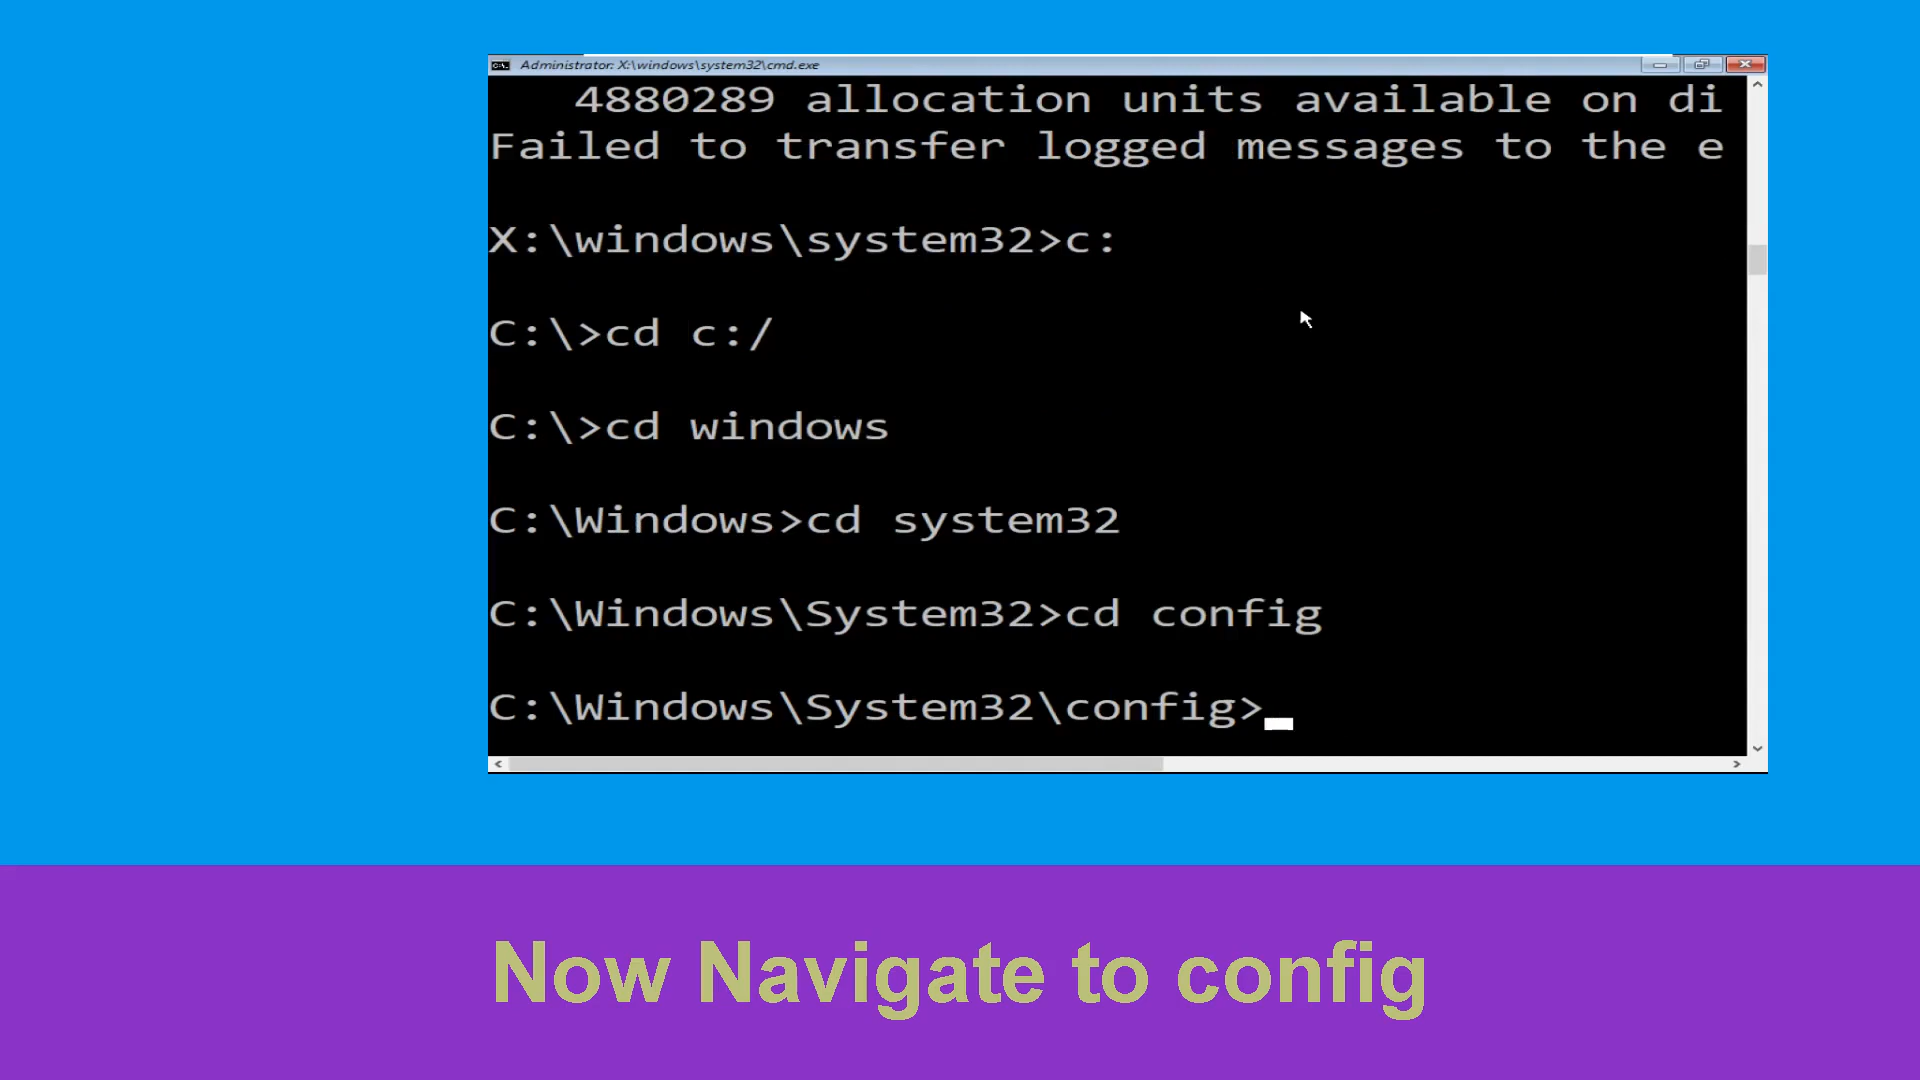 Administrator: X:\windows\system32\cmd.exe
4880289 allocation units available on di
Failed to transfer logged messages to the e
X:\windows\system32>c:
C:\>cd c:/
C:\>cd windows
C:\Windows>cd system32
C:\Windows\System32>cd config
C:\Windows\System32\config>
Now Navigate to config